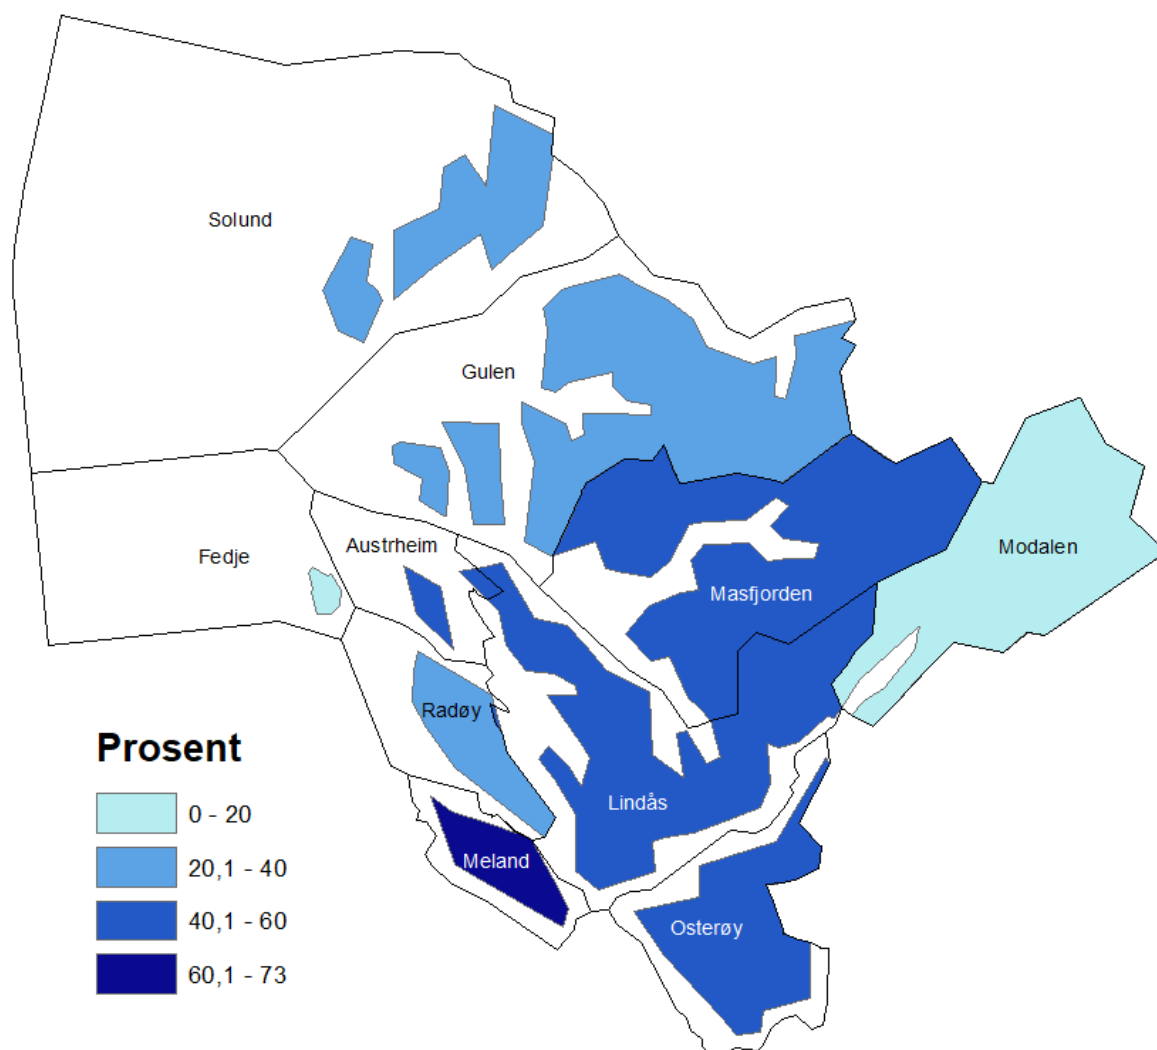 Solund
Gulen
Fedje
Austrheim
Modalen
Masfjorden
Radøy
Prosent
Lindås
0 - 20
Meland
20,1 - 40
40,1 - 60
Osterøy
60,1 - 73